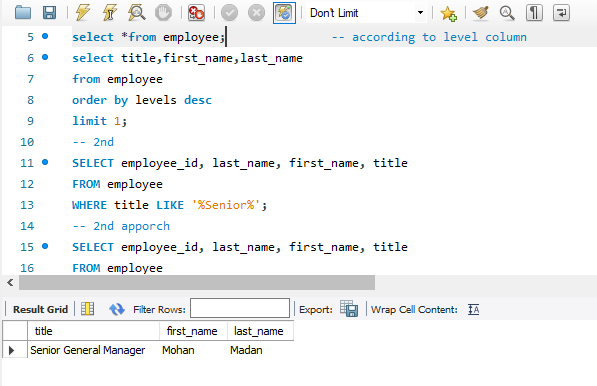 Don't Limit
5 select *from employee; -- according to level column
6 select title,first_name,last_name
7 from employee
8 order by levels desc
9 limit 1;
10 -- 2nd
11 SELECT employee_id, last_name, first_name, title
12 FROM employee
13 WHERE title LIKE '%Senior%';
14 -- 2nd apporch
15 SELECT employee_id, last_name, first_name, title
16 FROM employee
Result Grid Filter Rows: Export: Wrap Cell Content: IA
title first_name last_name
Senior General Manager Mohan Madan